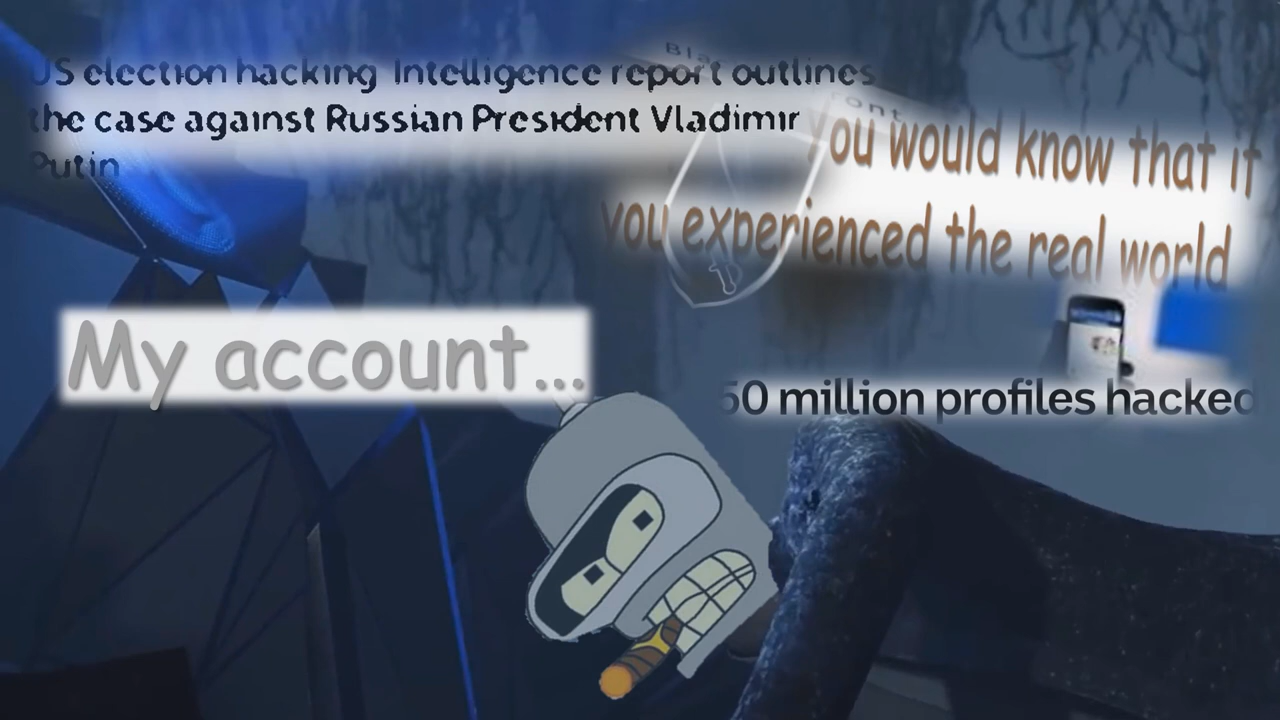 US election hacking Intelligence report outlines
the case against Russian President Vladimir
Putin
you would know that if
you experienced the real world
My account...
50 million profiles hacked